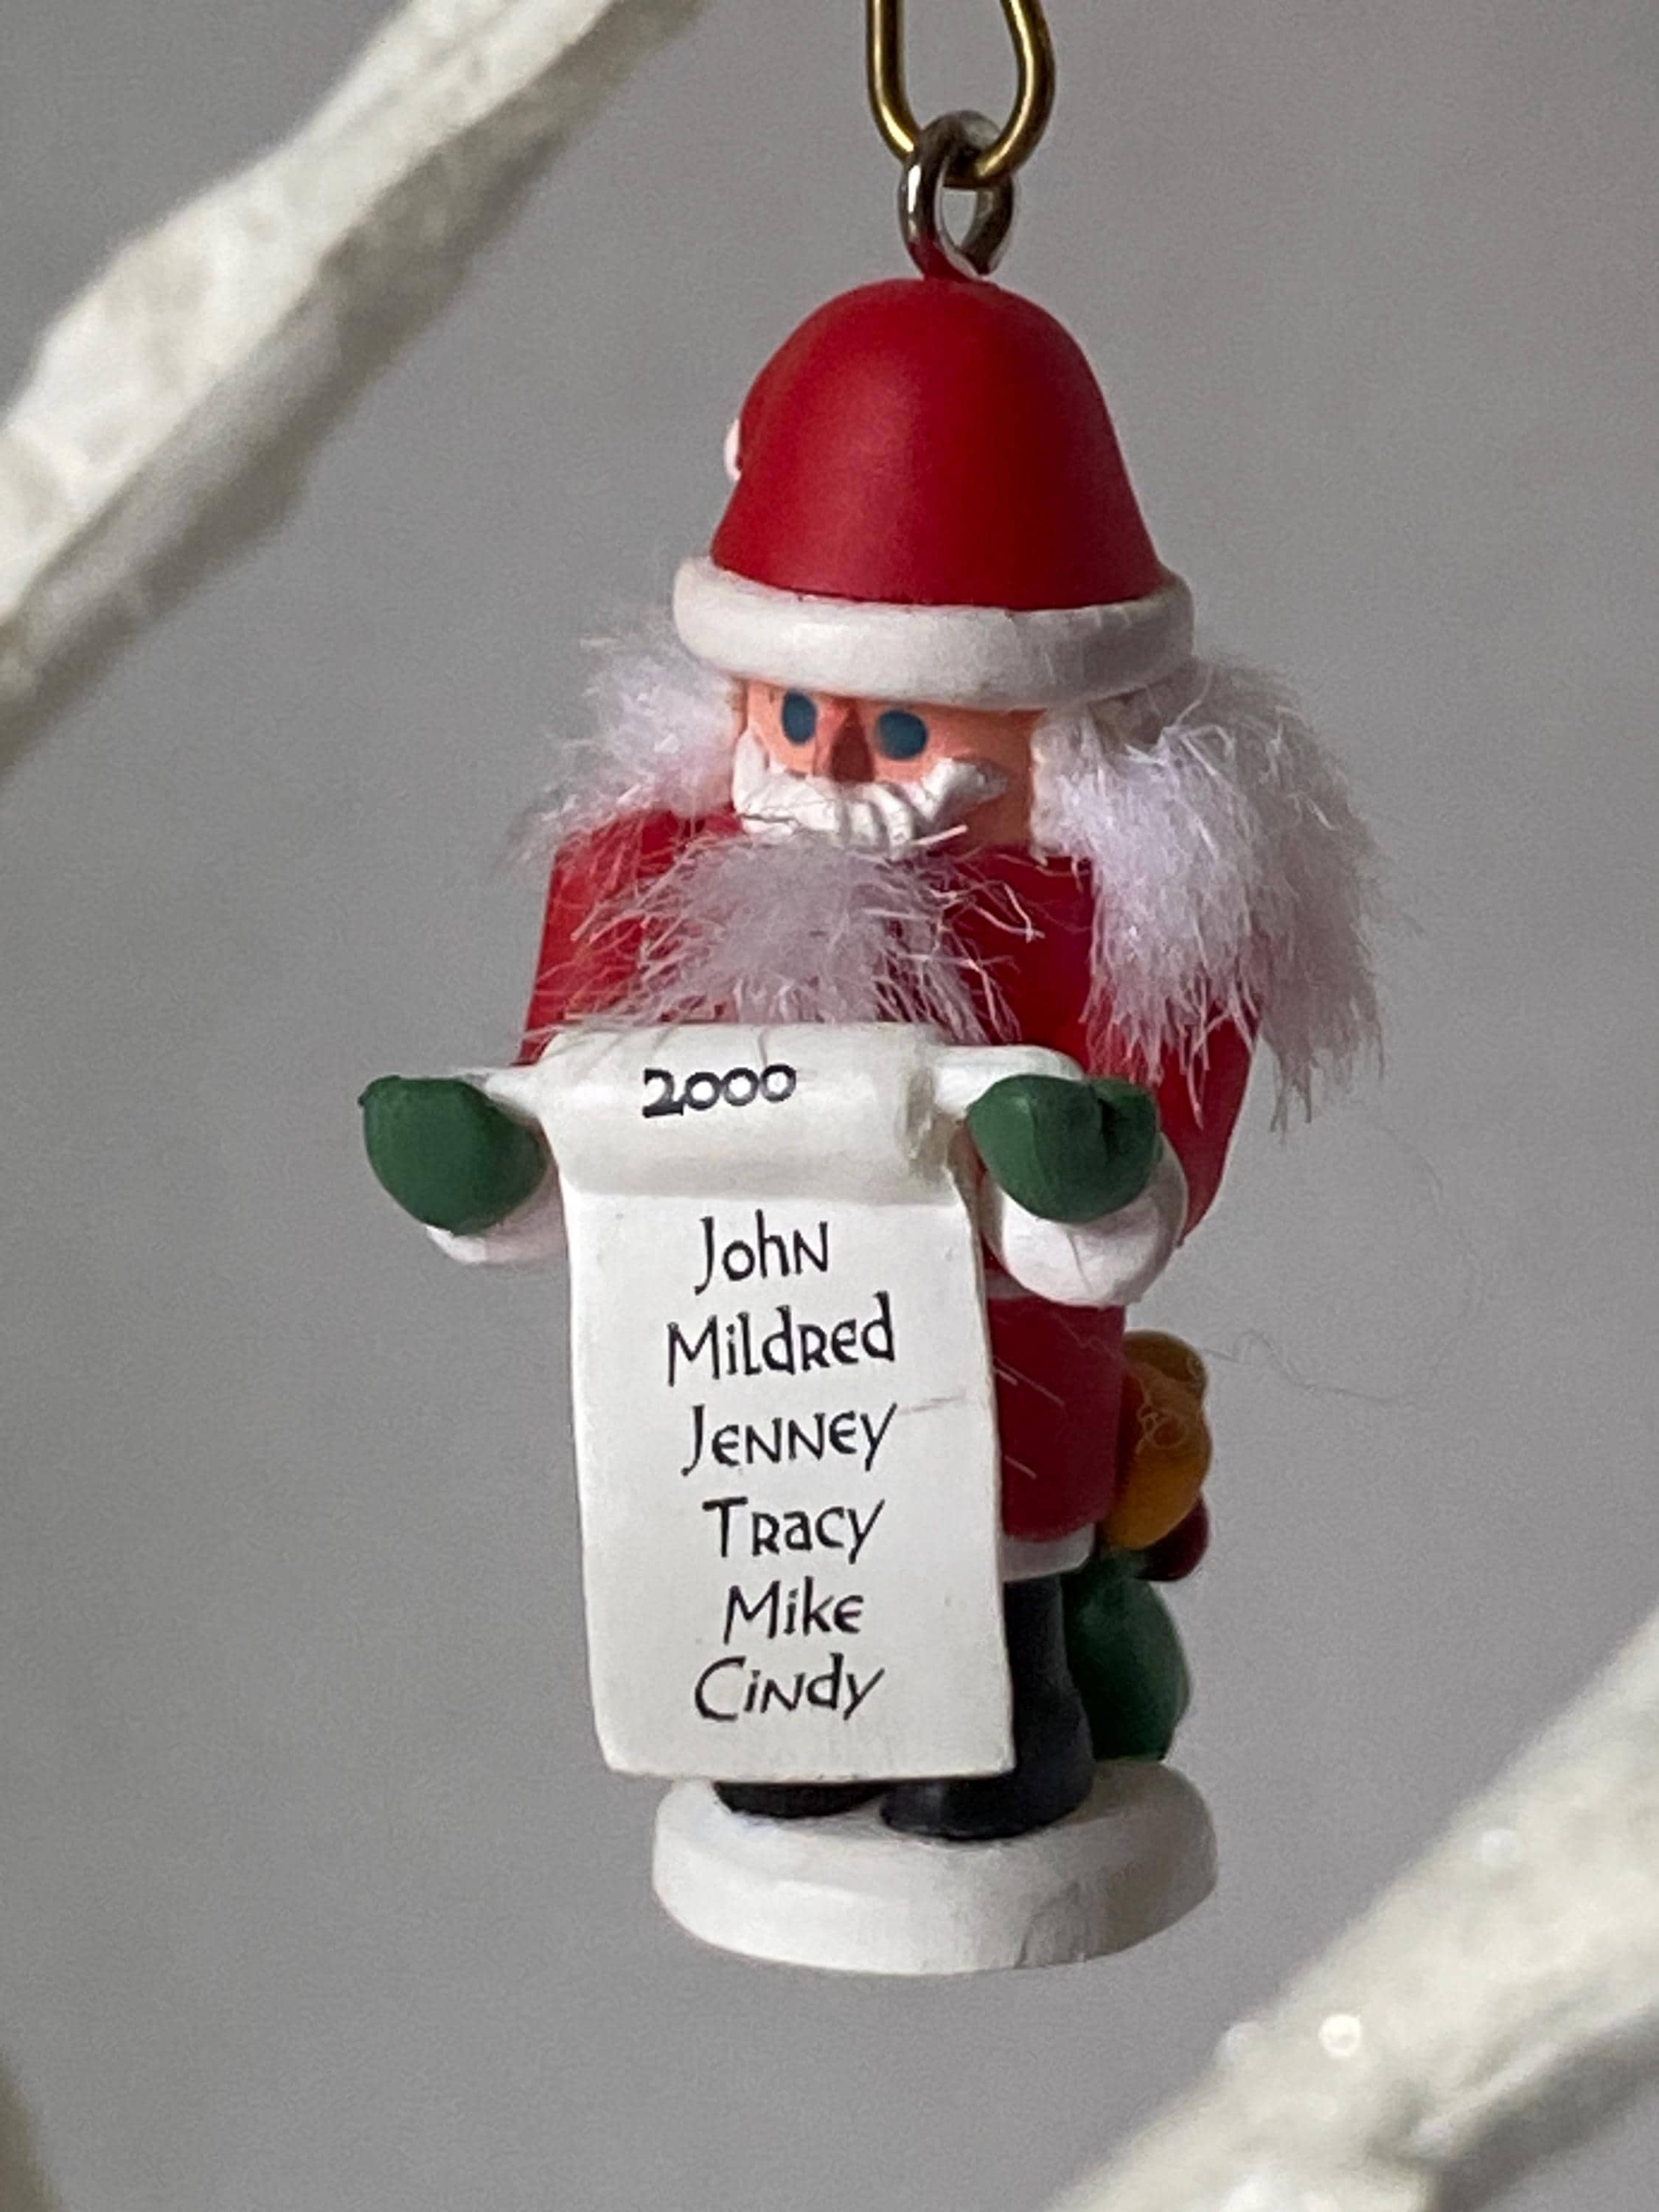 2000
John
Mildred
Jenney
Tracy
Mike
Cindy